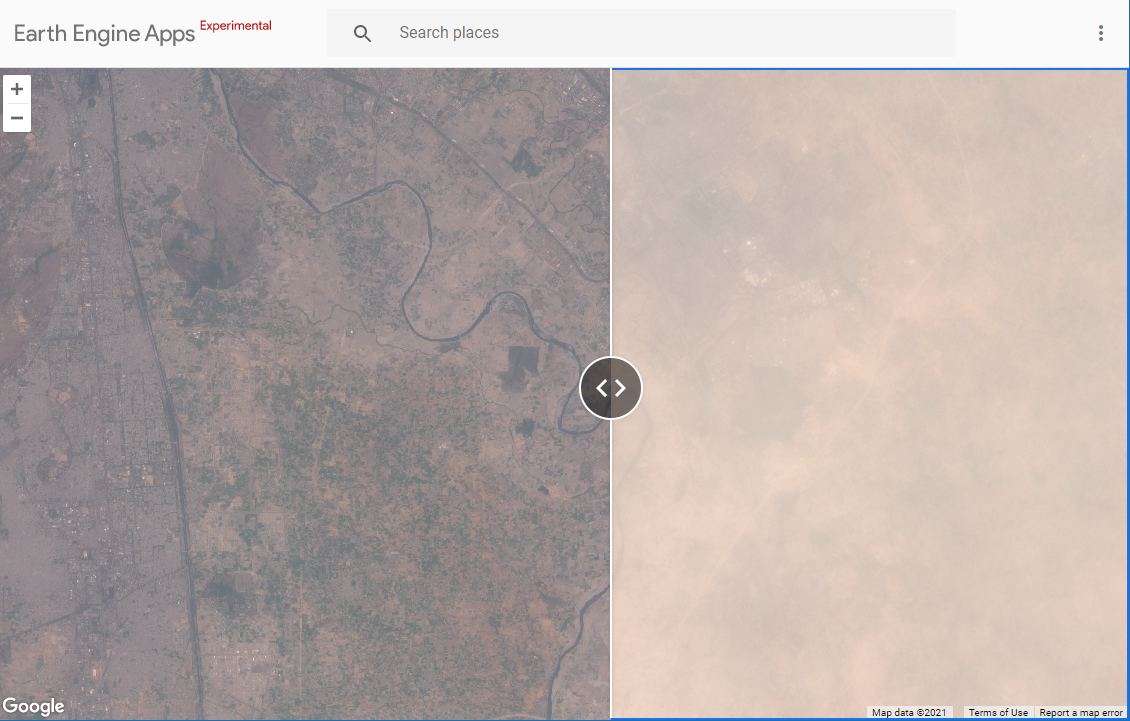 Earth Engine Apps Experimental
Search places
Google
Map data ©2021 Terms of Use Report a map error